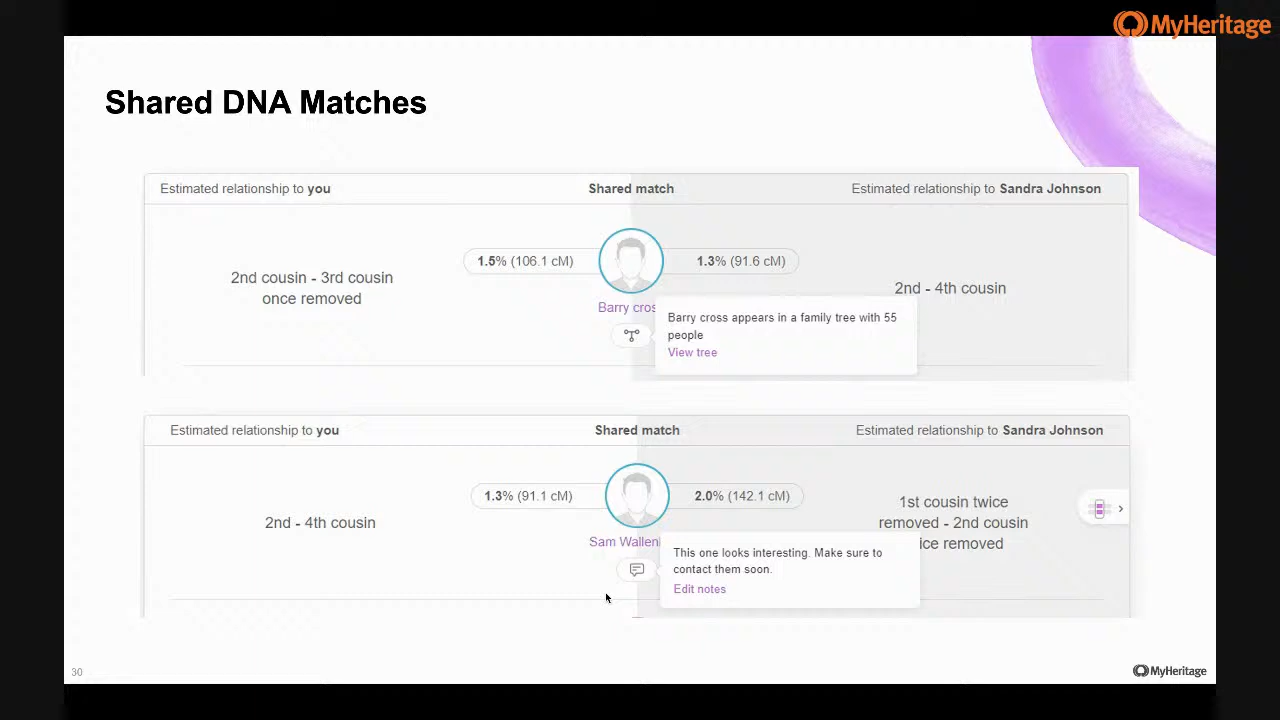 MyHeritage
Shared DNA Matches
Estimated relationship to you
Shared match
Estimated relationship to Sandra Johnson
1.5% (106.1 cM)
1.3% (91.6 cM)
2nd cousin - 3rd cousin
once removed
2nd - 4th cousin
Barry cros
Barry cross appears in a family tree with 55
people
View tree
Estimated relationship to you
Shared match
Estimated relationship to Sandra Johnson
1.3% (91.1 cM)
2.0% (142.1 cM)
2nd - 4th cousin
1st cousin twice
removed - 2nd cousin
ice removed
Sam Walleni
This one looks interesting. Make sure to
contact them soon.
Edit notes
30
MyHeritage